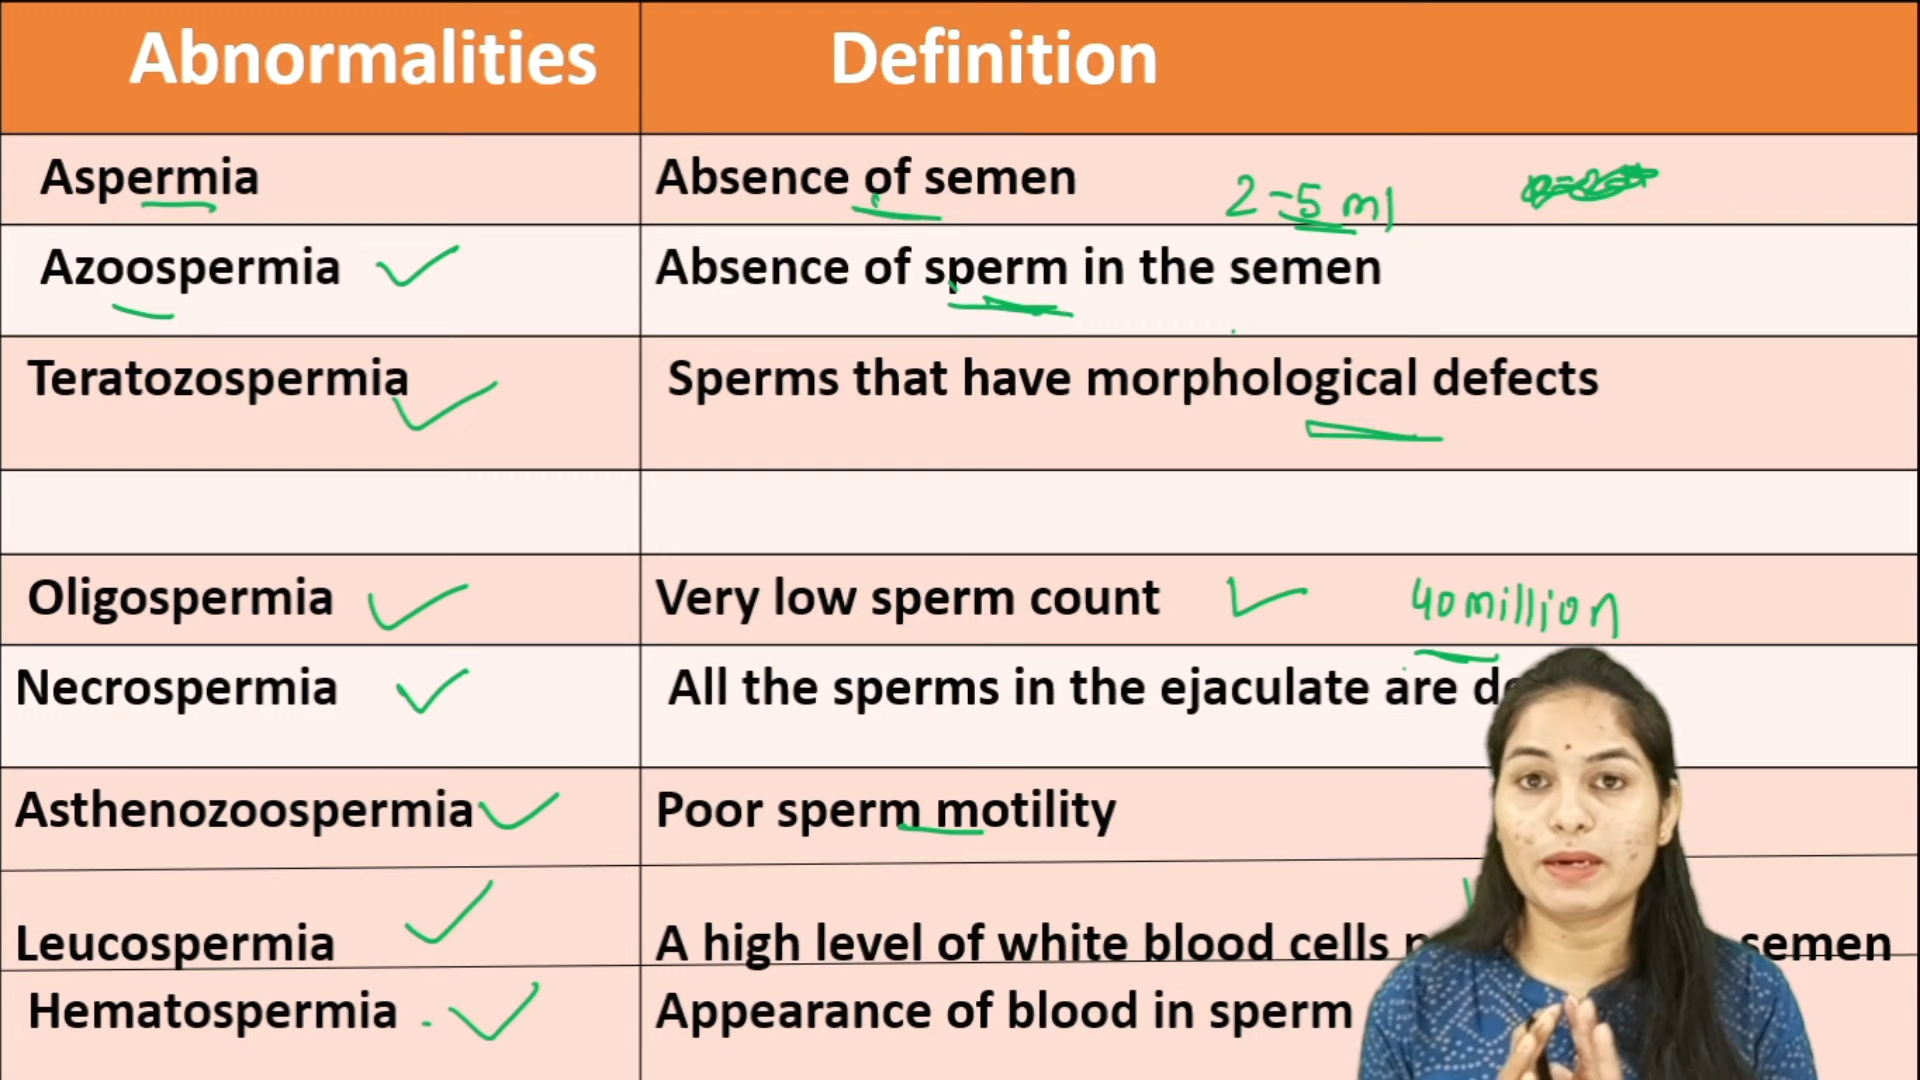 Abnormalities Definition
Aspermia Absence of semen 2-5 ml
Azoospermia Absence of sperm in the semen
Teratozospermia Sperms that have morphological defects
Oligospermia Very low sperm count 40 million
Necrospermia All the sperms in the ejaculate are
Asthenozoospermia Poor sperm motility
Leucospermia A high level of white blood cells semen
Hematospermia Appearance of blood in sperm